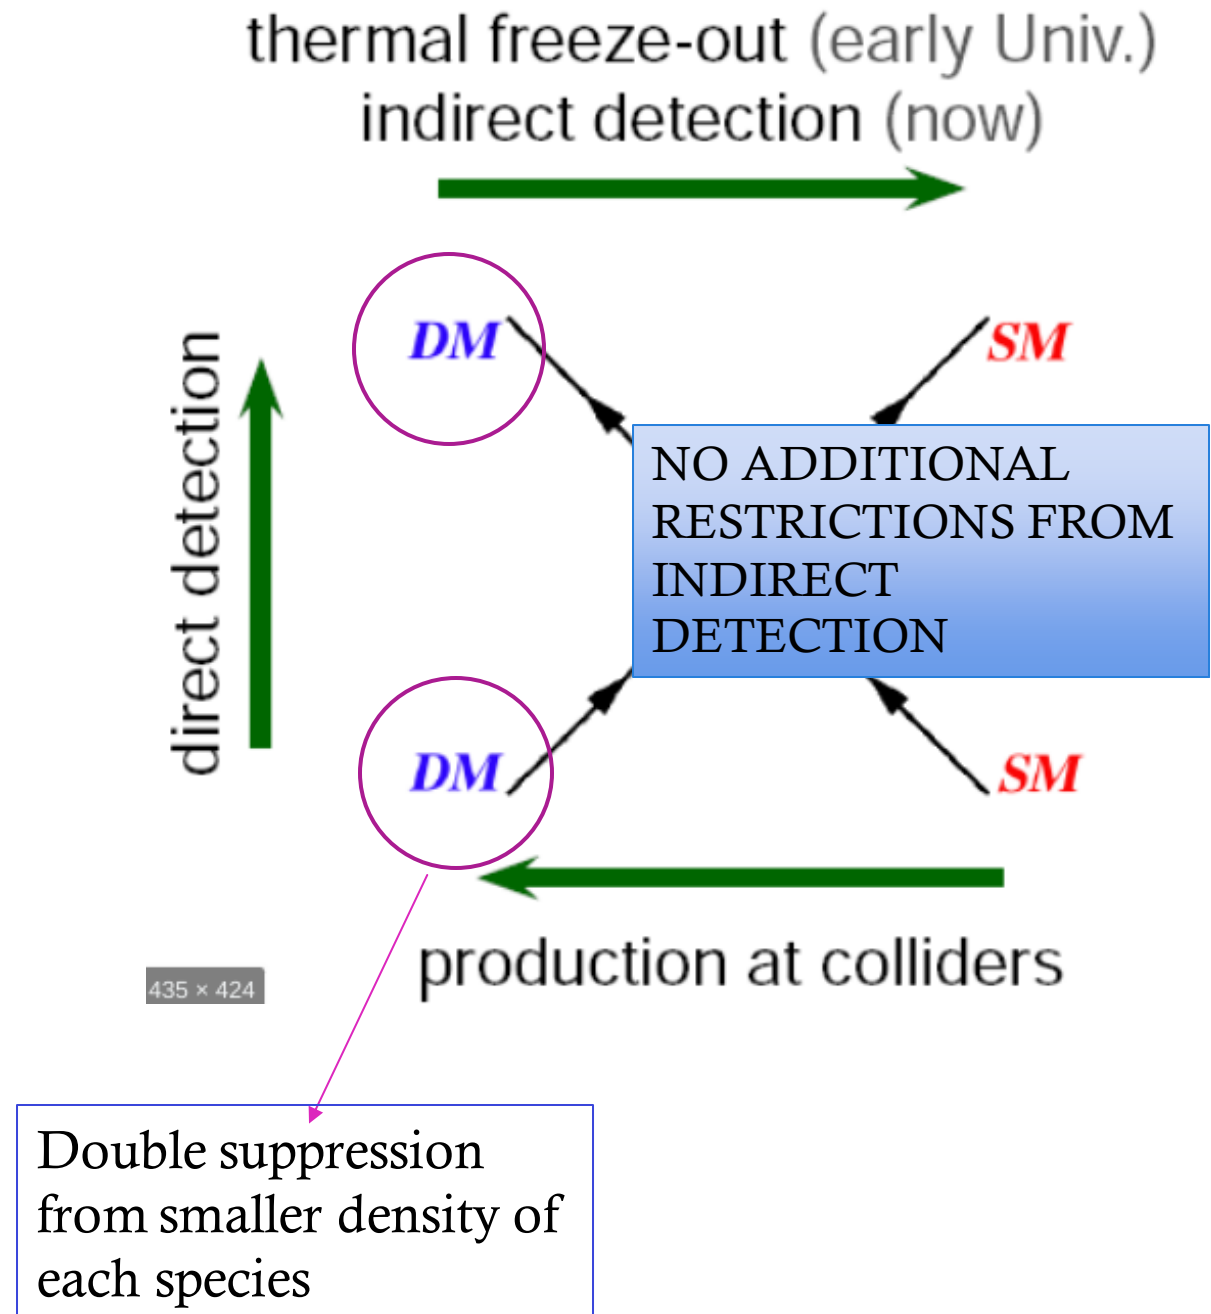 thermal freeze-out (early Univ.)
indirect detection (now)
direct detection
DM
SM
NO ADDITIONAL
RESTRICTIONS FROM
INDIRECT
DETECTION
DM
SM
production at colliders
435 × 424
Double suppression
from smaller density of
each species